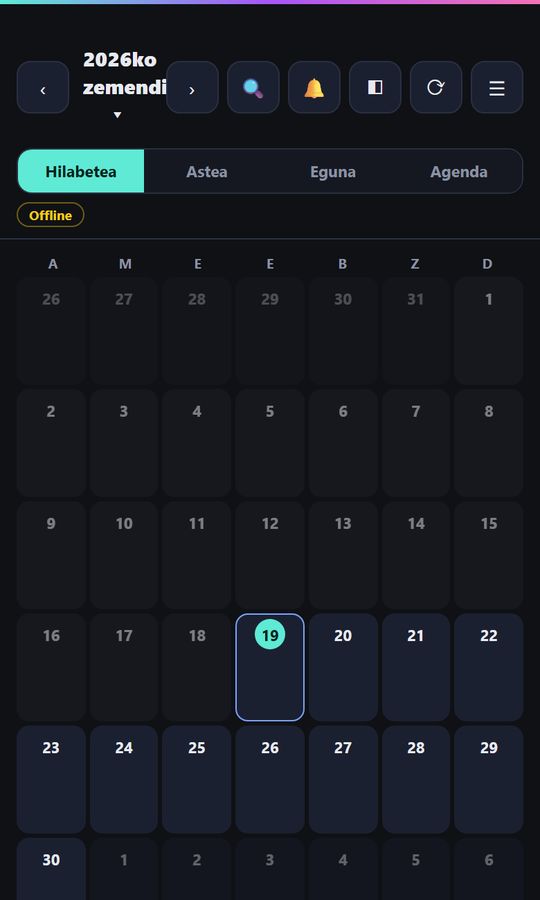 2026ko
zemendi
Hilabetea Astea Eguna Agenda
Offline
A M E E B Z D
26 27 28 29 30 31 1
2 3 4 5 6 7 8
9 10 11 12 13 14 15
16 17 18 19 20 21 22
23 24 25 26 27 28 29
30 1 2 3 4 5 6